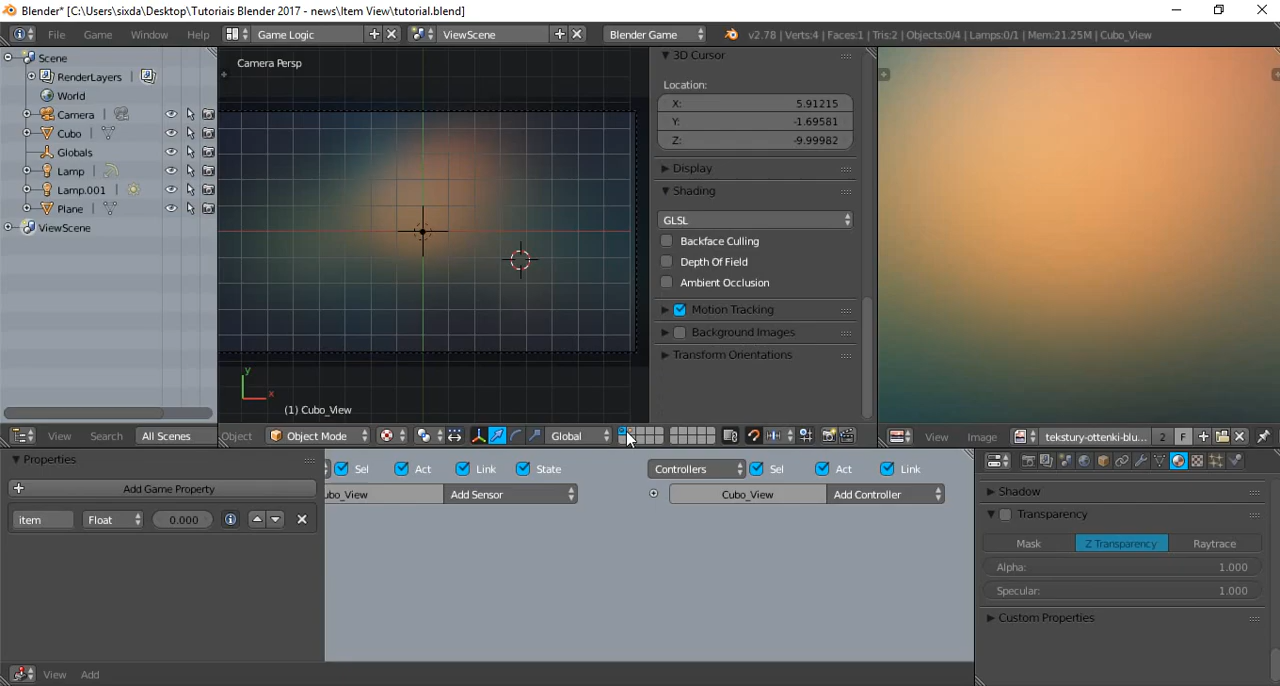 Blender* [C:\Users\sixda\Desktop\Tutoriais Blender 2017 - news\Item View\tutorial.blend]
File Game Window Help Game Logic ViewScene Blender Game v2.78 | Verts:4 | Faces:1 | Tris:2 | Objects:0/4 | Lamps:0/1 | Mem:21.25M | Cubo_View
Scene
RenderLayers
World
Camera
Cubo
Globals
Lamp
Lamp.001
Plane
ViewScene
View Search All Scenes
Camera Persp
y
x
(1) Cubo_View
3D Cursor
Location:
X: 5.91215
Y: -1.69581
Z: -9.99982
Display
Shading
GLSL
Backface Culling
Depth Of Field
Ambient Occlusion
Motion Tracking
Background Images
Transform Orientations
Object Object Mode Global
View Image tekstury-ottenki-blu... 2 F
Properties
Add Game Property
item Float 0.000
Sel Act Link State
ubo_View Add Sensor
Controllers Sel Act Link
Cubo_View Add Controller
View Add
Shadow
Transparency
Mask Z Transparency Raytrace
Alpha: 1.000
Specular: 1.000
Custom Properties